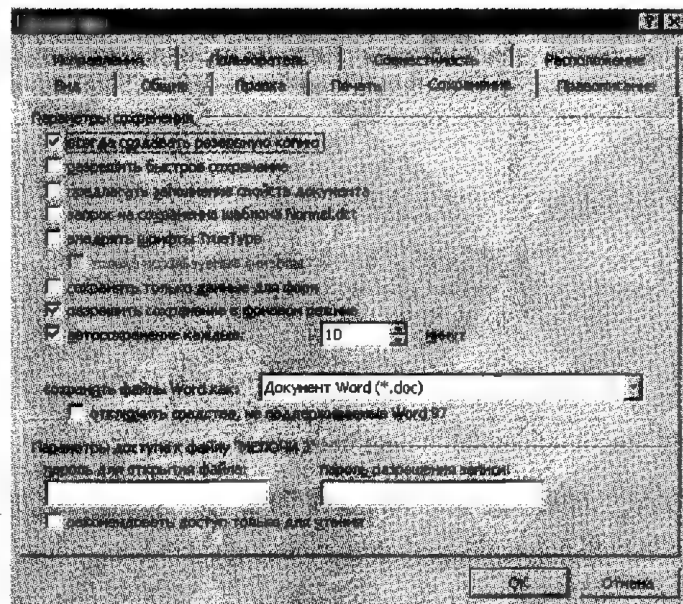 Исправления Пользователь Совместимость Расположение
Вид Общие Правка Печать Сохранение Правописание
Параметры сохранения
всегда создавать резервную копию
разрешить быстрое сохранение
предлагать заполнение свойств документа
запрос на сохранение шаблона Normal.dot
внедрять шрифты TrueType
сохранять только данные для форм
разрешить сохранение в фоновом режиме
автосохранение каждые: 10 минут
сохранять файлы Word как: Документ Word (*.doc)
отключить средства, не поддерживаемые Word 97
Параметры доступа к файлу
пароль для открытия файла: пароль разрешения записи:
рекомендовать доступ только для чтения
ОК Отмена